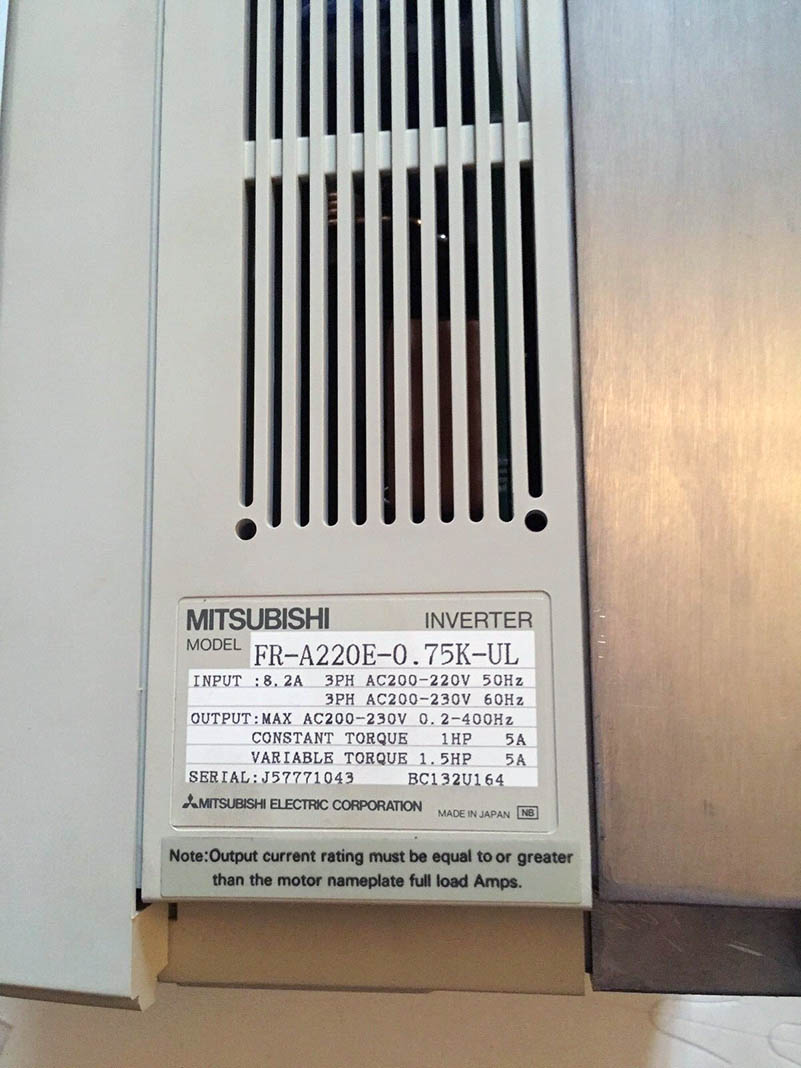 MITSUBISHI INVERTER
MODEL FR-A220E-0.75K-UL
INPUT :8.2A 3PH AC200-220V 50Hz
3PH AC200-230V 60Hz
OUTPUT:MAX AC200-230V 0.2-400Hz
CONSTANT TORQUE 1HP 5A
VARIABLE TORQUE 1.5HP 5A
SERIAL:J57771043 BC132U164
MITSUBISHI ELECTRIC CORPORATION MADE IN JAPAN NB
Note:Output current rating must be equal to or greater
than the motor nameplate full load Amps.